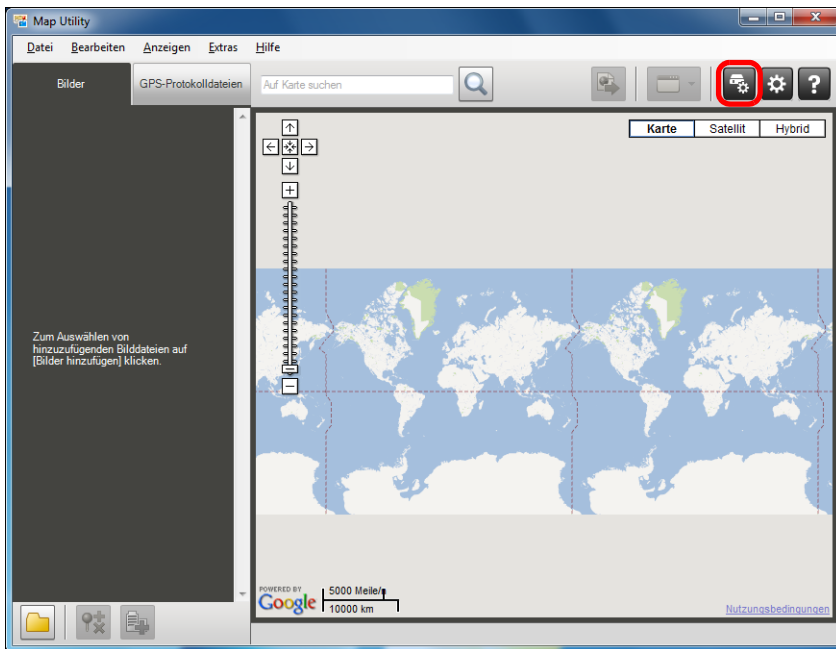 Map Utility
Datei Bearbeiten Anzeigen Extras Hilfe
Bilder
GPS-Protokolldateien
Auf Karte suchen
?
Karte Satellit Hybrid
Zum Auswählen von
hinzuzufügenden Bilddateien auf
[Bilder hinzufügen] klicken.
POWERED BY
Google
5000 Meile/n
10000 km
Nutzungsbedingungen